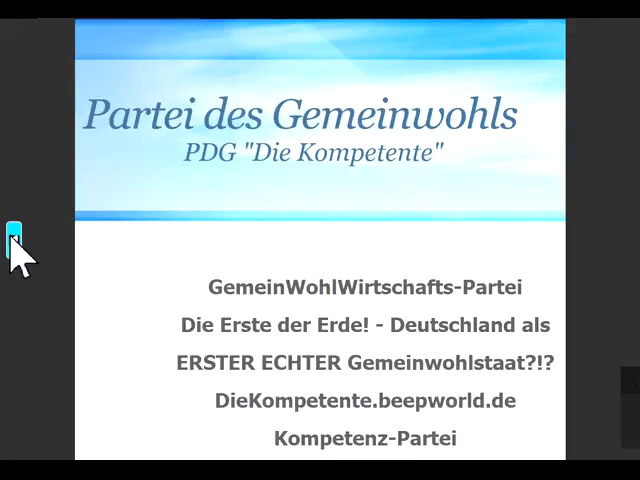 Partei des Gemeinwohls
PDG "Die Kompetente"
GemeinWohlWirtschafts-Partei
Die Erste der Erde! - Deutschland als
ERSTER ECHTER Gemeinwohlstaat?!?
DieKompetente.beepworld.de
Kompetenz-Partei